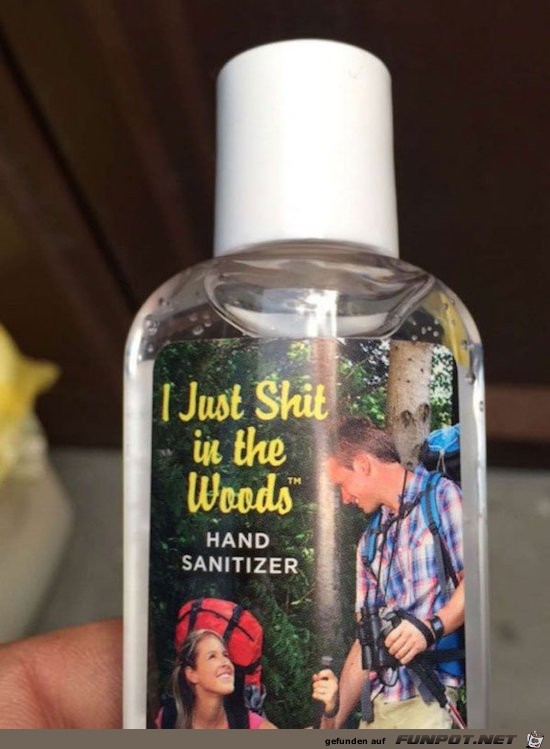 I Just Shit
in the
Woods™
HAND
SANITIZER
gefunden auf FUNPOT.NET